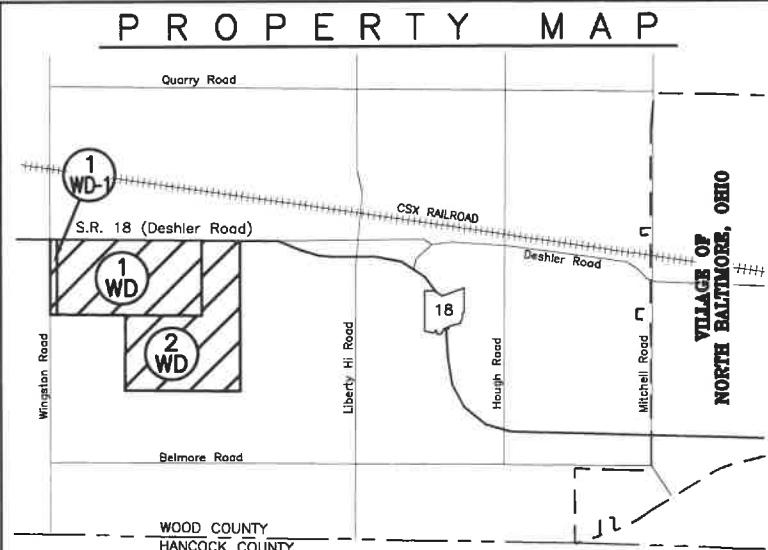 PROPERTY MAP
Quarry Road
1
WD-1
CSX RAILROAD
S.R. 18 (Deshler Road)
Deshler Road
1
WD
18
2
WD
Wingston Road
Liberty Hi Road
Hough Road
Mitchell Road
VILLAGE OF
NORTH BALTIMORE, OHIO
Belmore Road
WOOD COUNTY
HANCOCK COUNTY